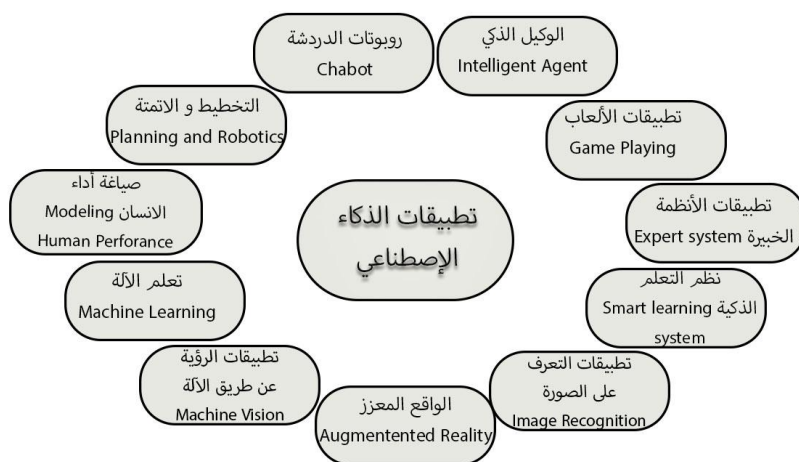 روبوتات الدردشة
Chabot
الوكيل الذكي
Intelligent Agent
التخطيط و الاتمتة
Planning and Robotics
تطبيقات الألعاب
Game Playing
صياغة أداء
الانسان Modeling
Human Perforance
تطبيقات الذكاء
الإصطناعي
تطبيقات الأنظمة
الخبيرة Expert system
تعلم الآلة
Machine Learning
نظم التعلم
الذكية Smart learning
system
تطبيقات الرؤية
عن طريق الآلة
Machine Vision
الواقع المعزز
Augmentented Reality
تطبيقات التعرف
على الصورة
Image Recognition